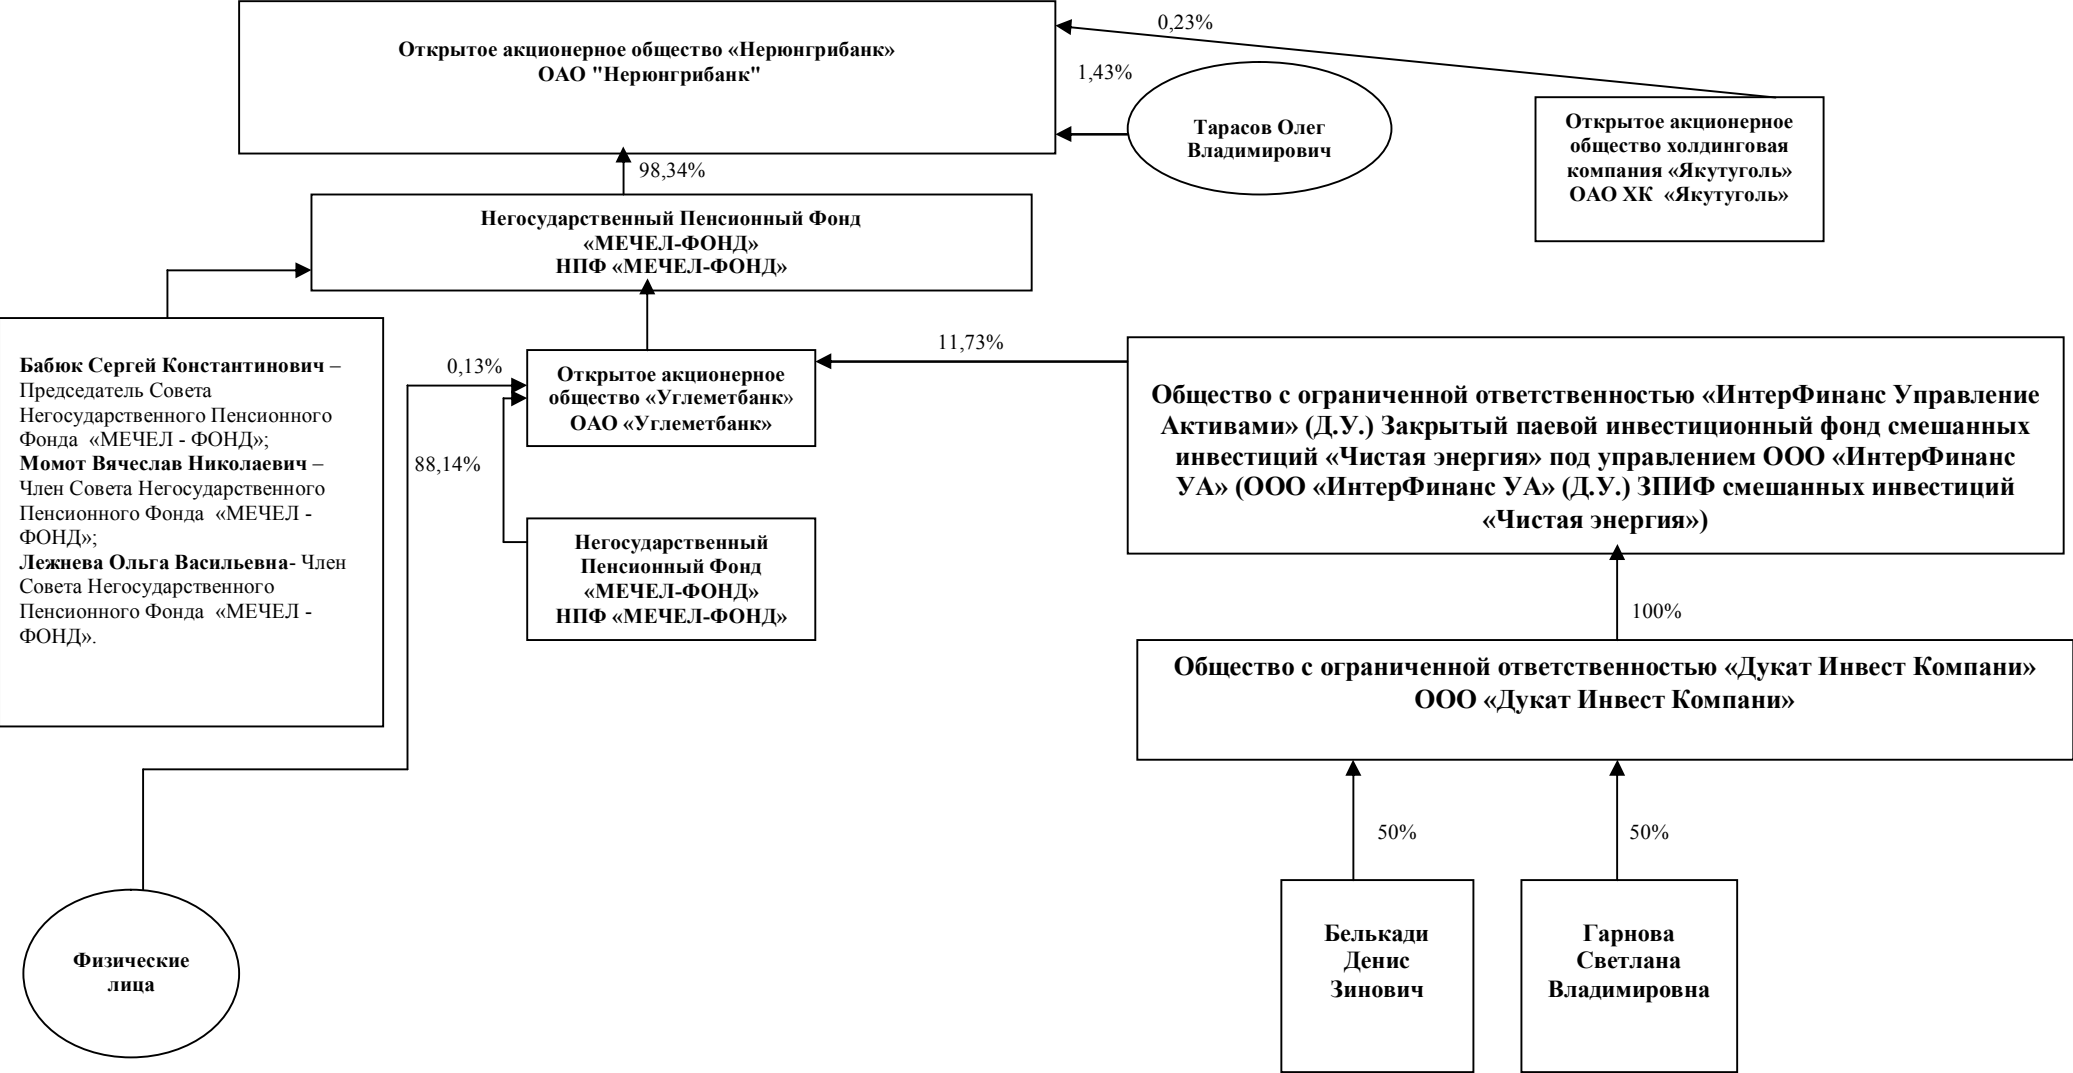 Открытое акционерное общество «Нерюнгрибанк»
ОАО "Нерюнгрибанк"
0,23%
1,43%
Тарасов Олег
Владимирович
Открытое акционерное
общество холдинговая
компания «Якутуголь»
ОАО ХК «Якутуголь»
98,34%
Негосударственный Пенсионный Фонд
«МЕЧЕЛ-ФОНД»
НПФ «МЕЧЕЛ-ФОНД»
Бабюк Сергей Константинович –
Председатель Совета
Негосударственного Пенсионного
Фонда «МЕЧЕЛ - ФОНД»;
Момот Вячеслав Николаевич –
Член Совета Негосударственного
Пенсионного Фонда «МЕЧЕЛ -
ФОНД»;
Лежнева Ольга Васильевна- Член
Совета Негосударственного
Пенсионного Фонда «МЕЧЕЛ -
ФОНД».
0,13%
88,14%
Открытое акционерное
общество «Углеметбанк»
ОАО «Углеметбанк»
11,73%
Негосударственный
Пенсионный Фонд
«МЕЧЕЛ-ФОНД»
НПФ «МЕЧЕЛ-ФОНД»
Общество с ограниченной ответственностью «ИнтерФинанс Управление
Активами» (Д.У.) Закрытый паевой инвестиционный фонд смешанных
инвестиций «Чистая энергия» под управлением ООО «ИнтерФинанс
УА» (ООО «ИнтерФинанс УА» (Д.У.) ЗПИФ смешанных инвестиций
«Чистая энергия»)
100%
Общество с ограниченной ответственностью «Дукат Инвест Компани»
ООО «Дукат Инвест Компани»
50%
50%
Белькади
Денис
Зинович
Гарнова
Светлана
Владимировна
Физические
лица